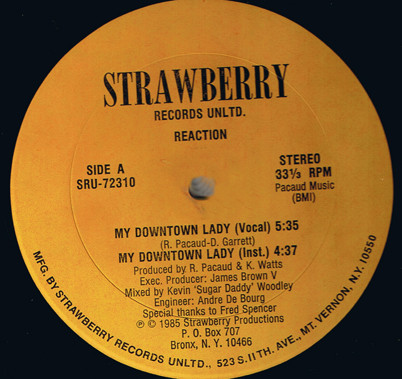 STRAWBERRY
RECORDS UNLTD.
REACTION
SIDE A
SRU-72310
STEREO
33⅓ RPM
Pacaud Music
(BMI)
MY DOWNTOWN LADY (Vocal) 5:35
(R. Pacaud-D. Garrett)
MY DOWNTOWN LADY (Inst.) 4:37
Produced by R. Pacaud & K. Watts
Exec. Producer: James Brown V
Mixed by Kevin 'Sugar Daddy' Woodley
Engineer: Andre De Bourg
Special thanks to Fred Spencer
℗ © 1985 Strawberry Productions
P. O. Box 707
Bronx, N. Y. 10466
MFG. BY STRAWBERRY RECORDS UNLTD., 523 S. 11 TH. AVE., MT. VERNON, N.Y. 10550